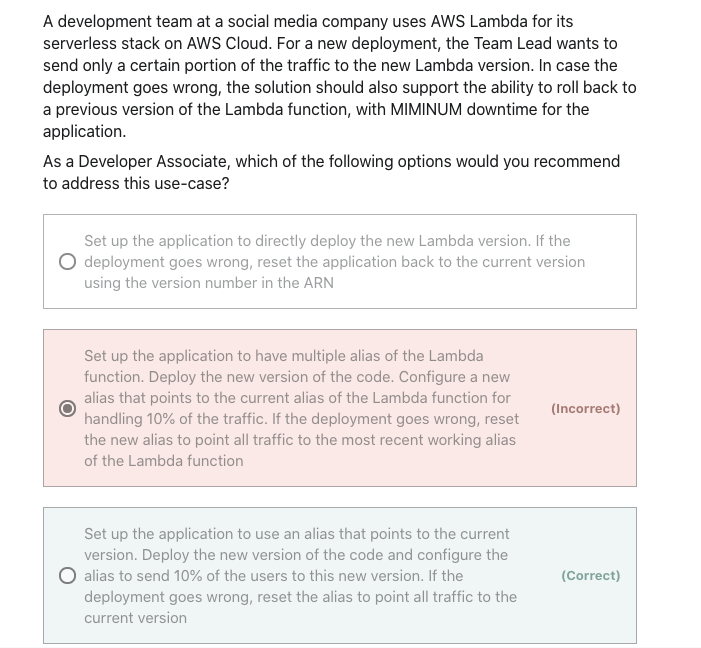 A development team at a social media company uses AWS Lambda for its
serverless stack on AWS Cloud. For a new deployment, the Team Lead wants to
send only a certain portion of the traffic to the new Lambda version. In case the
deployment goes wrong, the solution should also support the ability to roll back to
a previous version of the Lambda function, with MIMINUM downtime for the
application.
As a Developer Associate, which of the following options would you recommend
to address this use-case?
Set up the application to directly deploy the new Lambda version. If the
deployment goes wrong, reset the application back to the current version
using the version number in the ARN
Set up the application to have multiple alias of the Lambda
function. Deploy the new version of the code. Configure a new
alias that points to the current alias of the Lambda function for
handling 10% of the traffic. If the deployment goes wrong, reset
the new alias to point all traffic to the most recent working alias
of the Lambda function
(Incorrect)
Set up the application to use an alias that points to the current
version. Deploy the new version of the code and configure the
alias to send 10% of the users to this new version. If the
deployment goes wrong, reset the alias to point all traffic to the
current version
(Correct)